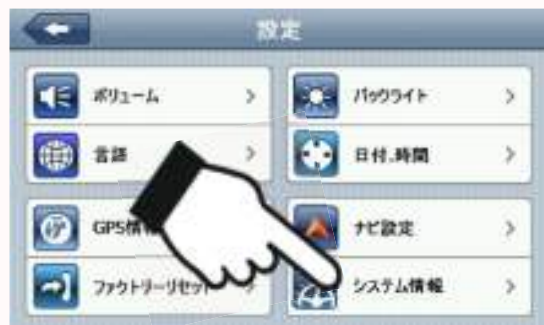 設定
ボリューム
バックライト
言語
日付.時間
GPS情報
ナビ設定
ファクトリーリセット
システム情報